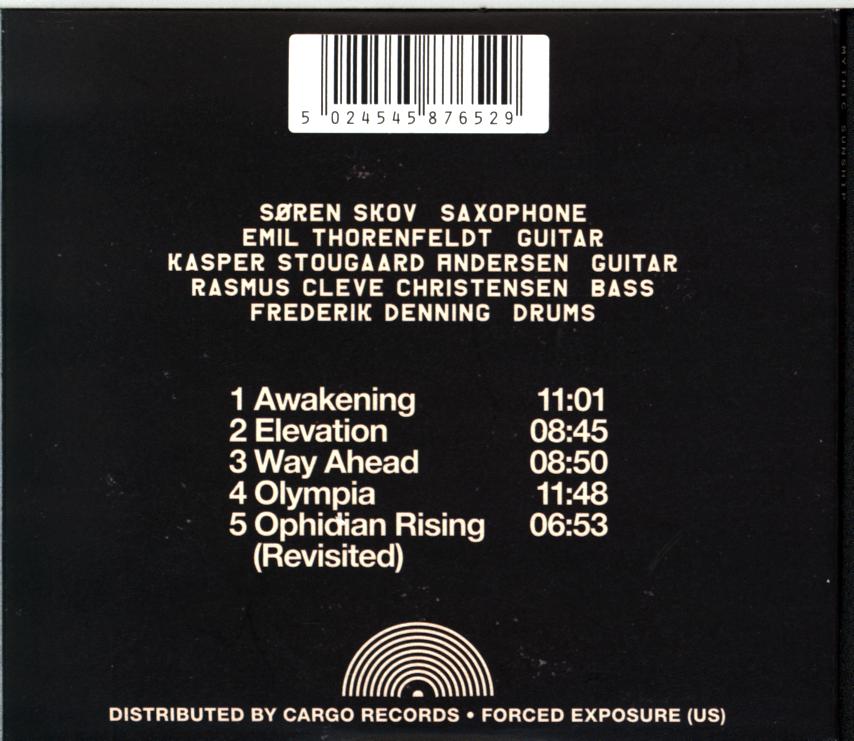 5 024545 876529
SØREN SKOV SAXOPHONE
EMIL THORENFELDT GUITAR
KASPER STOUGAARD ANDERSEN GUITAR
RASMUS CLEVE CHRISTENSEN BASS
FREDERIK DENNING DRUMS
1 Awakening 11:01
2 Elevation 08:45
3 Way Ahead 08:50
4 Olympia 11:48
5 Ophidian Rising 06:53
(Revisited)
DISTRIBUTED BY CARGO RECORDS • FORCED EXPOSURE (US)
MYTHIC SUNSHIP